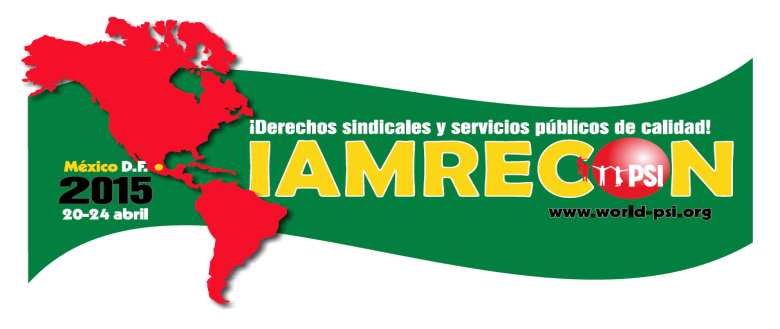 ¡Derechos sindicales y servicios públicos de calidad!
IAMRECON
PSI
www.world-psi.org
México D.F.
2015
20-24 abril